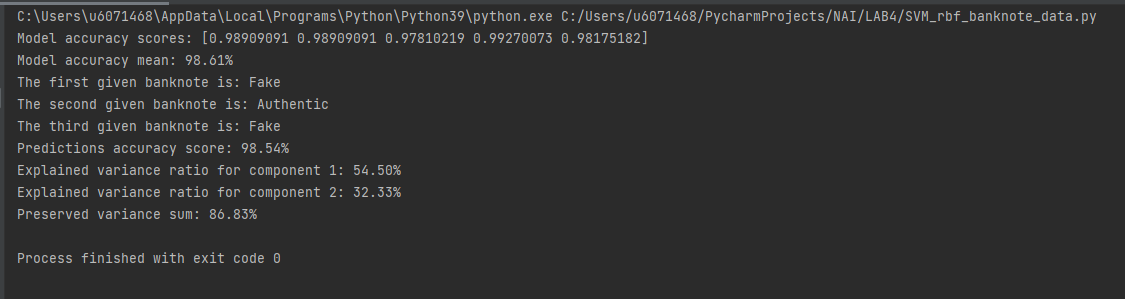 C:\Users\u6071468\AppData\Local\Programs\Python\Python39\python.exe C:/Users/u6071468/PycharmProjects/NAI/LAB4/SVM_rbf_banknote_data.py
Model accuracy scores: [0.98909091 0.98909091 0.97810219 0.99270073 0.98175182]
Model accuracy mean: 98.61%
The first given banknote is: Fake
The second given banknote is: Authentic
The third given banknote is: Fake
Predictions accuracy score: 98.54%
Explained variance ratio for component 1: 54.50%
Explained variance ratio for component 2: 32.33%
Preserved variance sum: 86.83%
Process finished with exit code 0